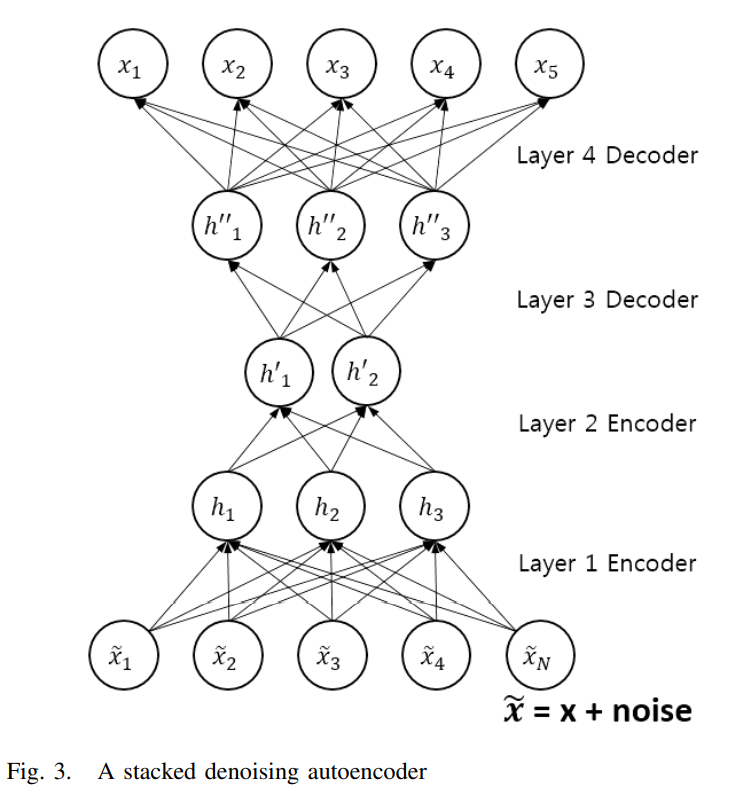 x₁ x₂ x₃ x₄ x₅
Layer 4 Decoder
h″₁ h″₂ h″₃
Layer 3 Decoder
h′₁ h′₂
Layer 2 Encoder
h₁ h₂ h₃
Layer 1 Encoder
x̃₁ x̃₂ x̃₃ x̃₄ x̃_N
x̃ = x + noise
Fig. 3. A stacked denoising autoencoder